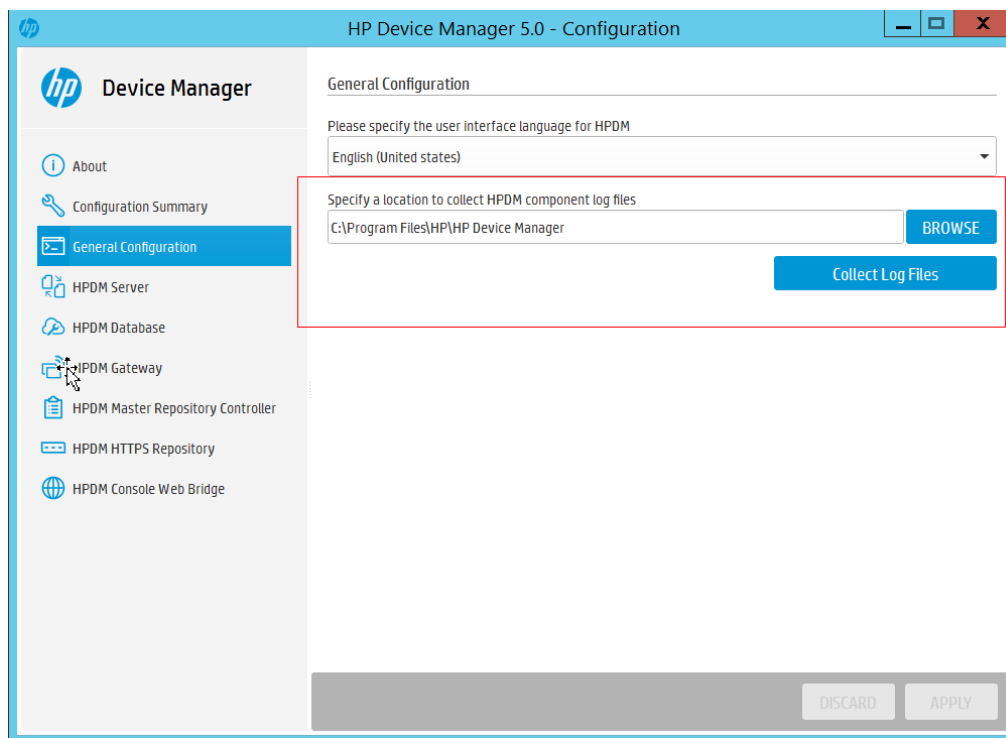 hp
HP Device Manager 5.0 - Configuration
hp
Device Manager
About
Configuration Summary
General Configuration
HPDM Server
HPDM Database
HPDM Gateway
HPDM Master Repository Controller
HPDM HTTPS Repository
HPDM Console Web Bridge
General Configuration
Please specify the user interface language for HPDM
English (United states)
Specify a location to collect HPDM component log files
C:\Program Files\HP\HP Device Manager
BROWSE
Collect Log Files
DISCARD
APPLY